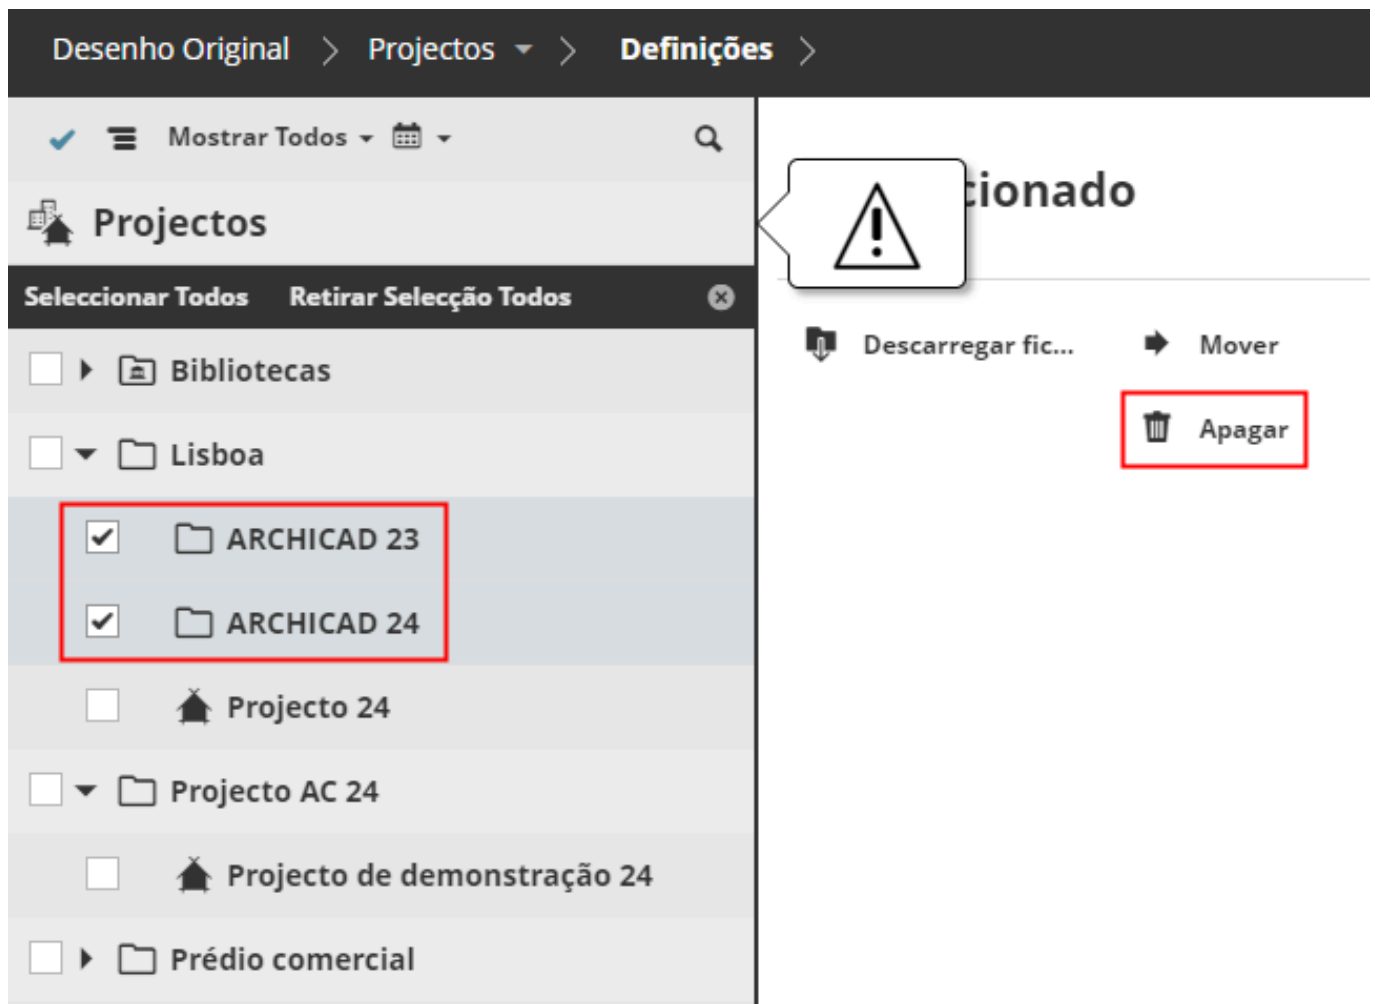 Desenho Original > Projectos > Definições >
Mostrar Todos
Projectos
cionado
Seleccionar Todos Retirar Selecção Todos
Descarregar fic... Mover
Apagar
Bibliotecas
Lisboa
ARCHICAD 23
ARCHICAD 24
Projecto 24
Projecto AC 24
Projecto de demonstração 24
Prédio comercial